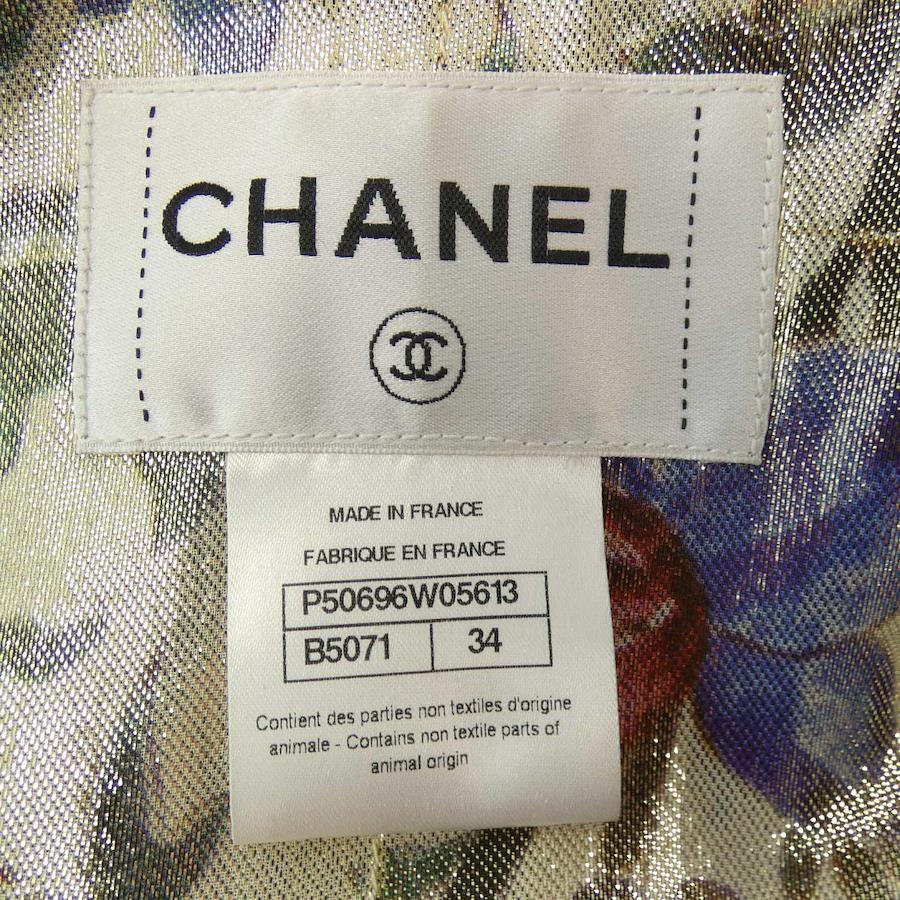 CHANEL
MADE IN FRANCE
FABRIQUE EN FRANCE
P50696W05613
B5071 34
Contient des parties non textiles d'origine
animale - Contains non textile parts of
animal origin